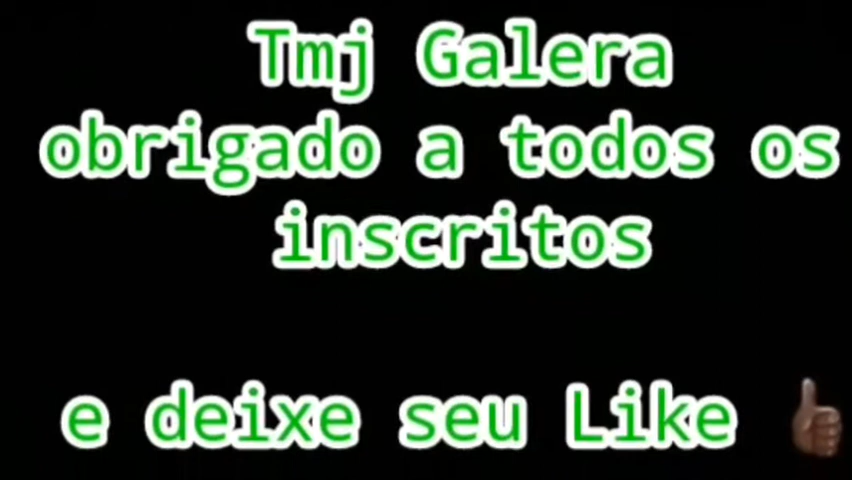 Tmj Galera
obrigado a todos os
inscritos
e deixe seu Like 👍🏿